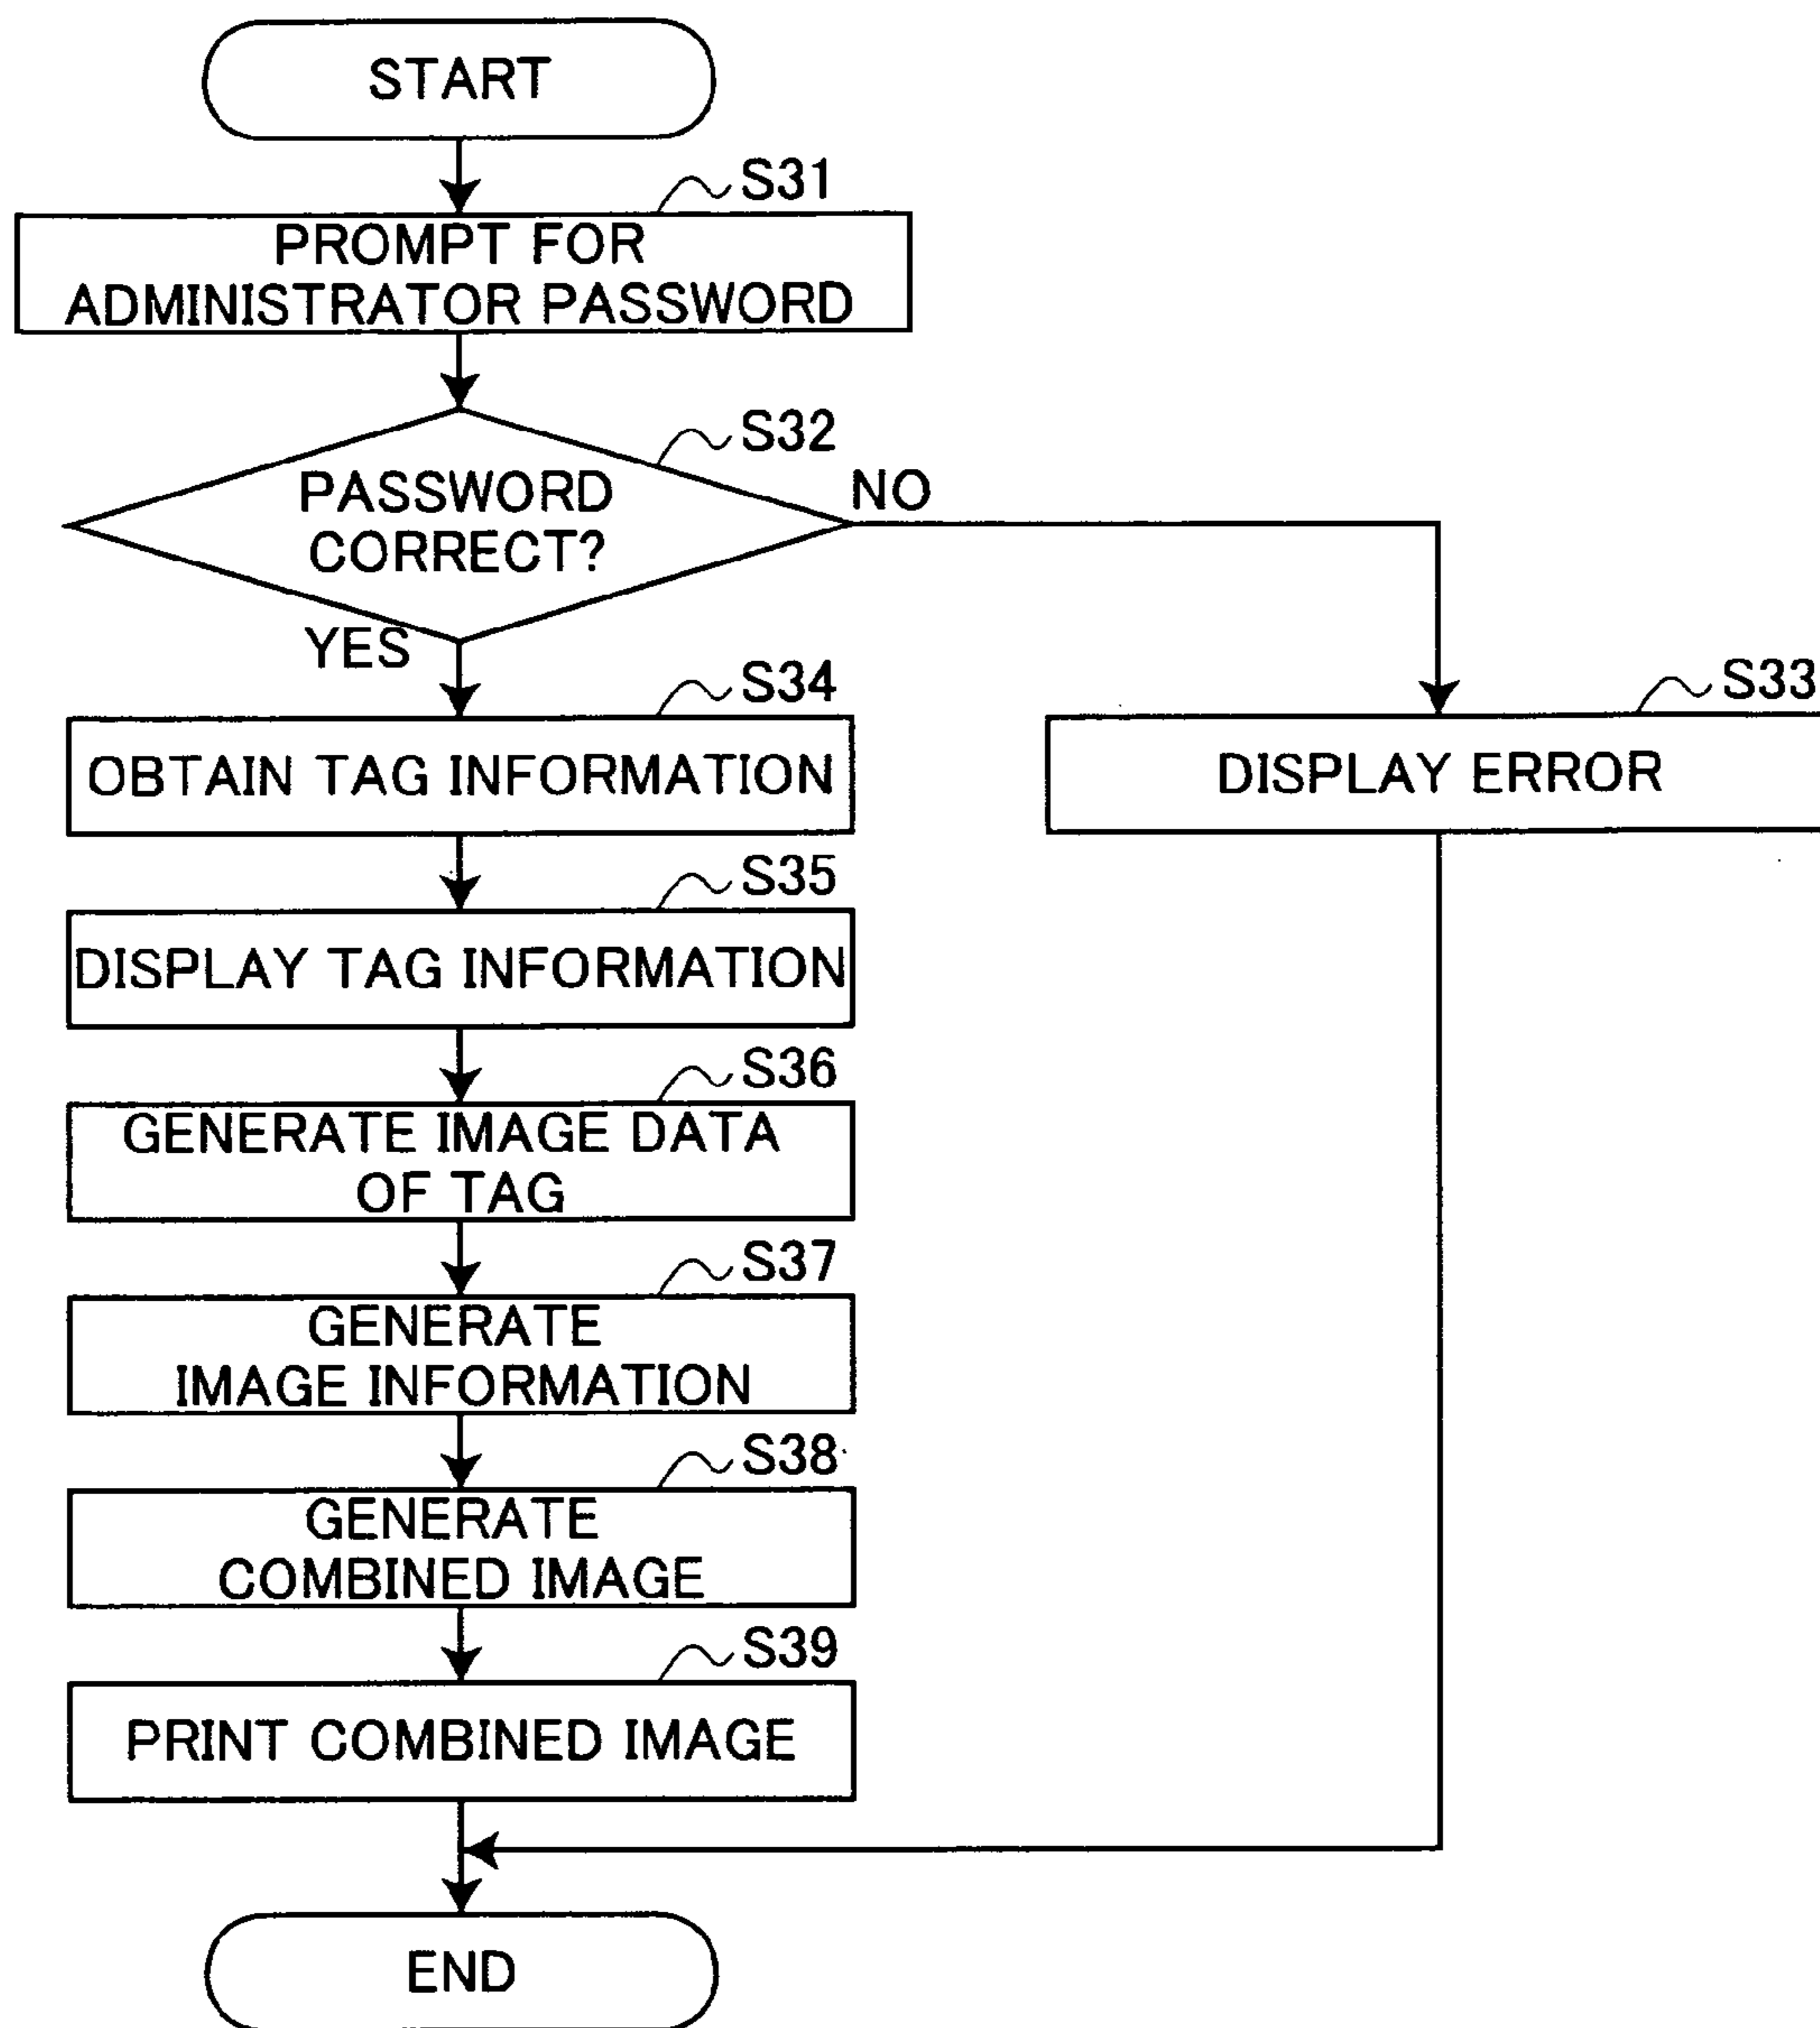 START
S31
PROMPT FOR
ADMINISTRATOR PASSWORD
S32
PASSWORD
CORRECT?
NO
YES
S34
OBTAIN TAG INFORMATION
S33
DISPLAY ERROR
S35
DISPLAY TAG INFORMATION
S36
GENERATE IMAGE DATA
OF TAG
S37
GENERATE
IMAGE INFORMATION
S38
GENERATE
COMBINED IMAGE
S39
PRINT COMBINED IMAGE
END